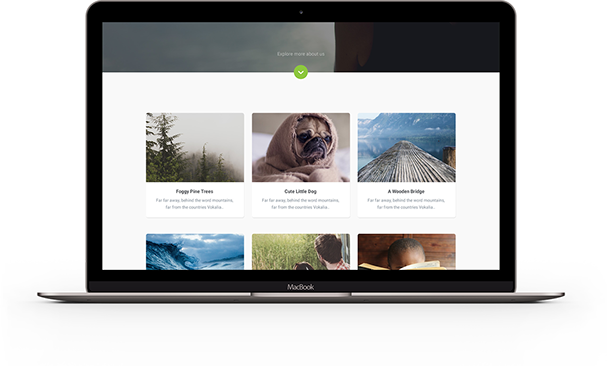 Explore more about us
Foggy Pine Trees
Cute Little Dog
A Wooden Bridge
Far far away, behind the word mountains,
far from the countries Vokalia..
Far far away, behind the word mountains,
far from the countries Vokalia..
Far far away, behind the word mountains,
far from the countries Vokalia..
MacBook